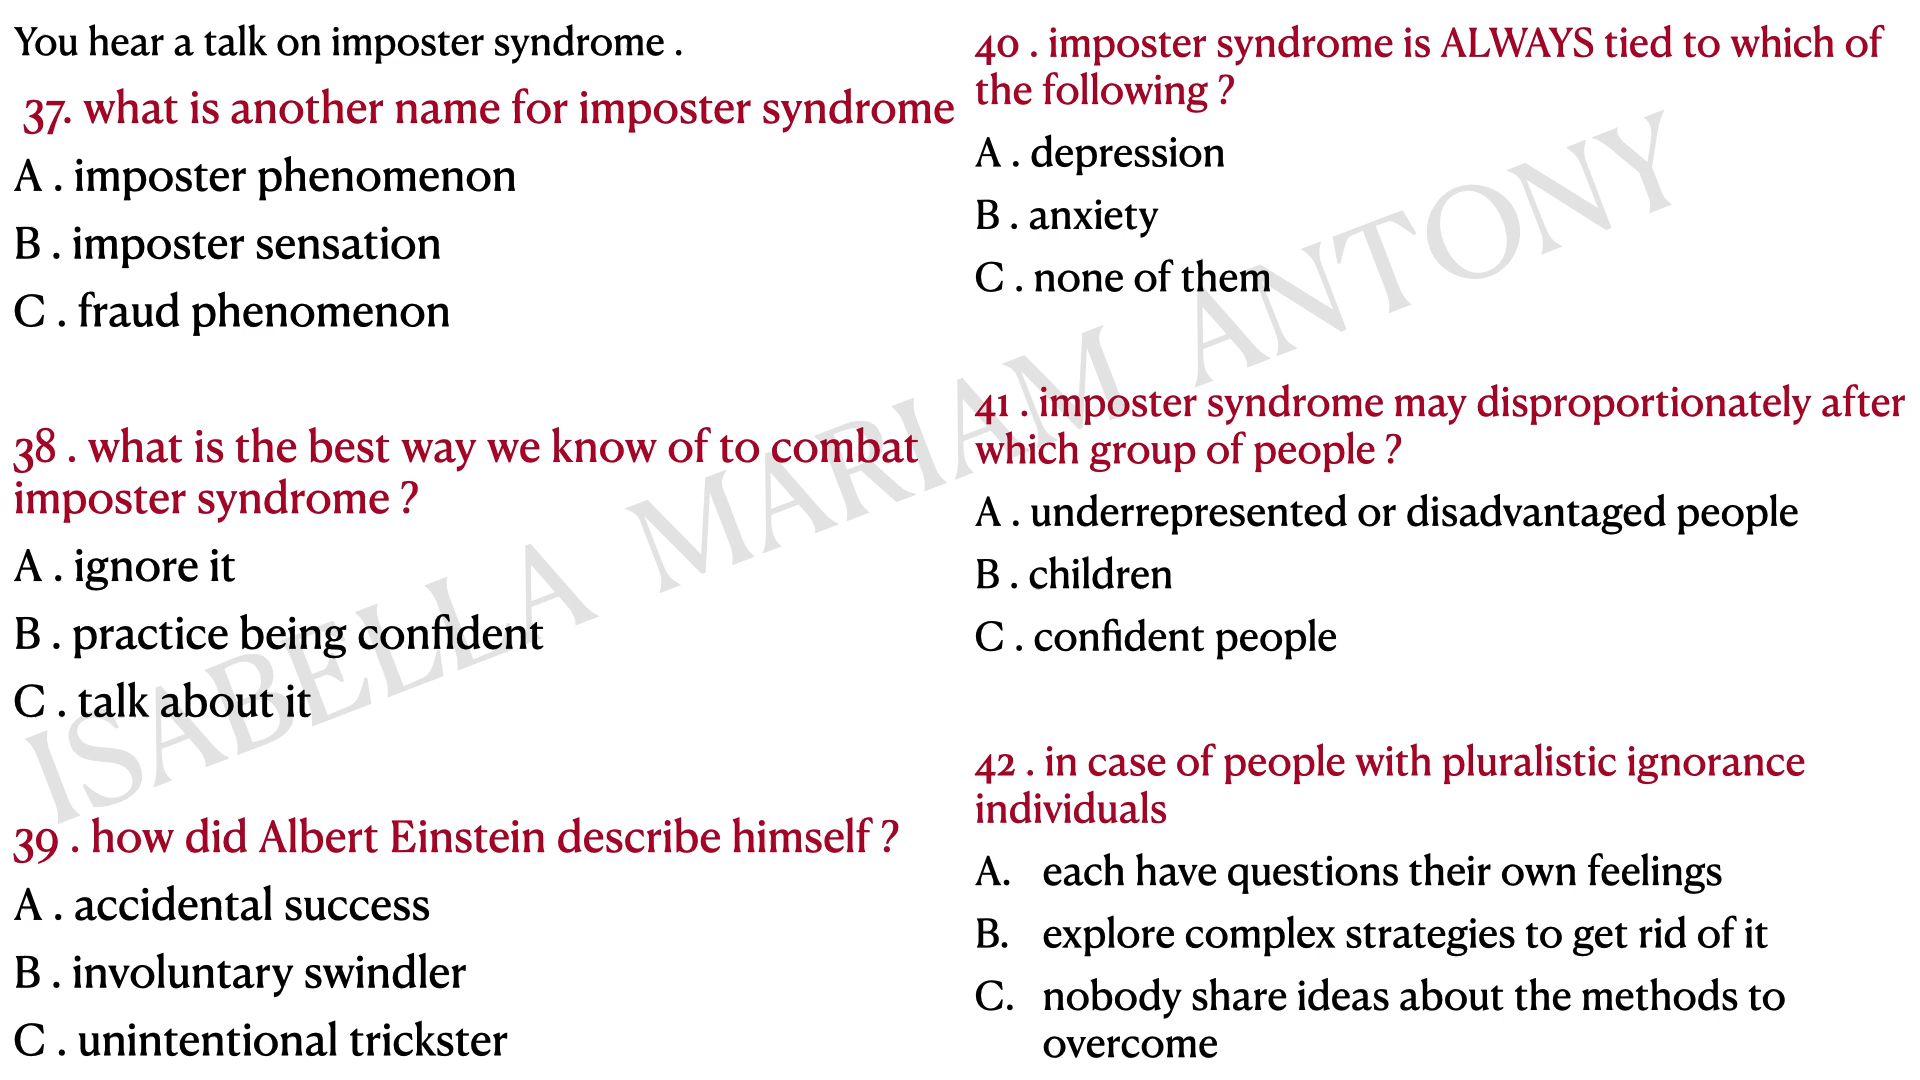 You hear a talk on imposter syndrome .
37. what is another name for imposter syndrome
A . imposter phenomenon
B . imposter sensation
C . fraud phenomenon
38 . what is the best way we know of to combat
imposter syndrome ?
A . ignore it
B . practice being confident
C . talk about it
39 . how did Albert Einstein describe himself ?
A . accidental success
B . involuntary swindler
C . unintentional trickster
40 . imposter syndrome is ALWAYS tied to which of
the following ?
A . depression
B . anxiety
C . none of them
41 . imposter syndrome may disproportionately after
which group of people ?
A . underrepresented or disadvantaged people
B . children
C . confident people
42 . in case of people with pluralistic ignorance
individuals
A. each have questions their own feelings
B. explore complex strategies to get rid of it
C. nobody share ideas about the methods to
overcome
ISABELLA MARIAM ANTONY